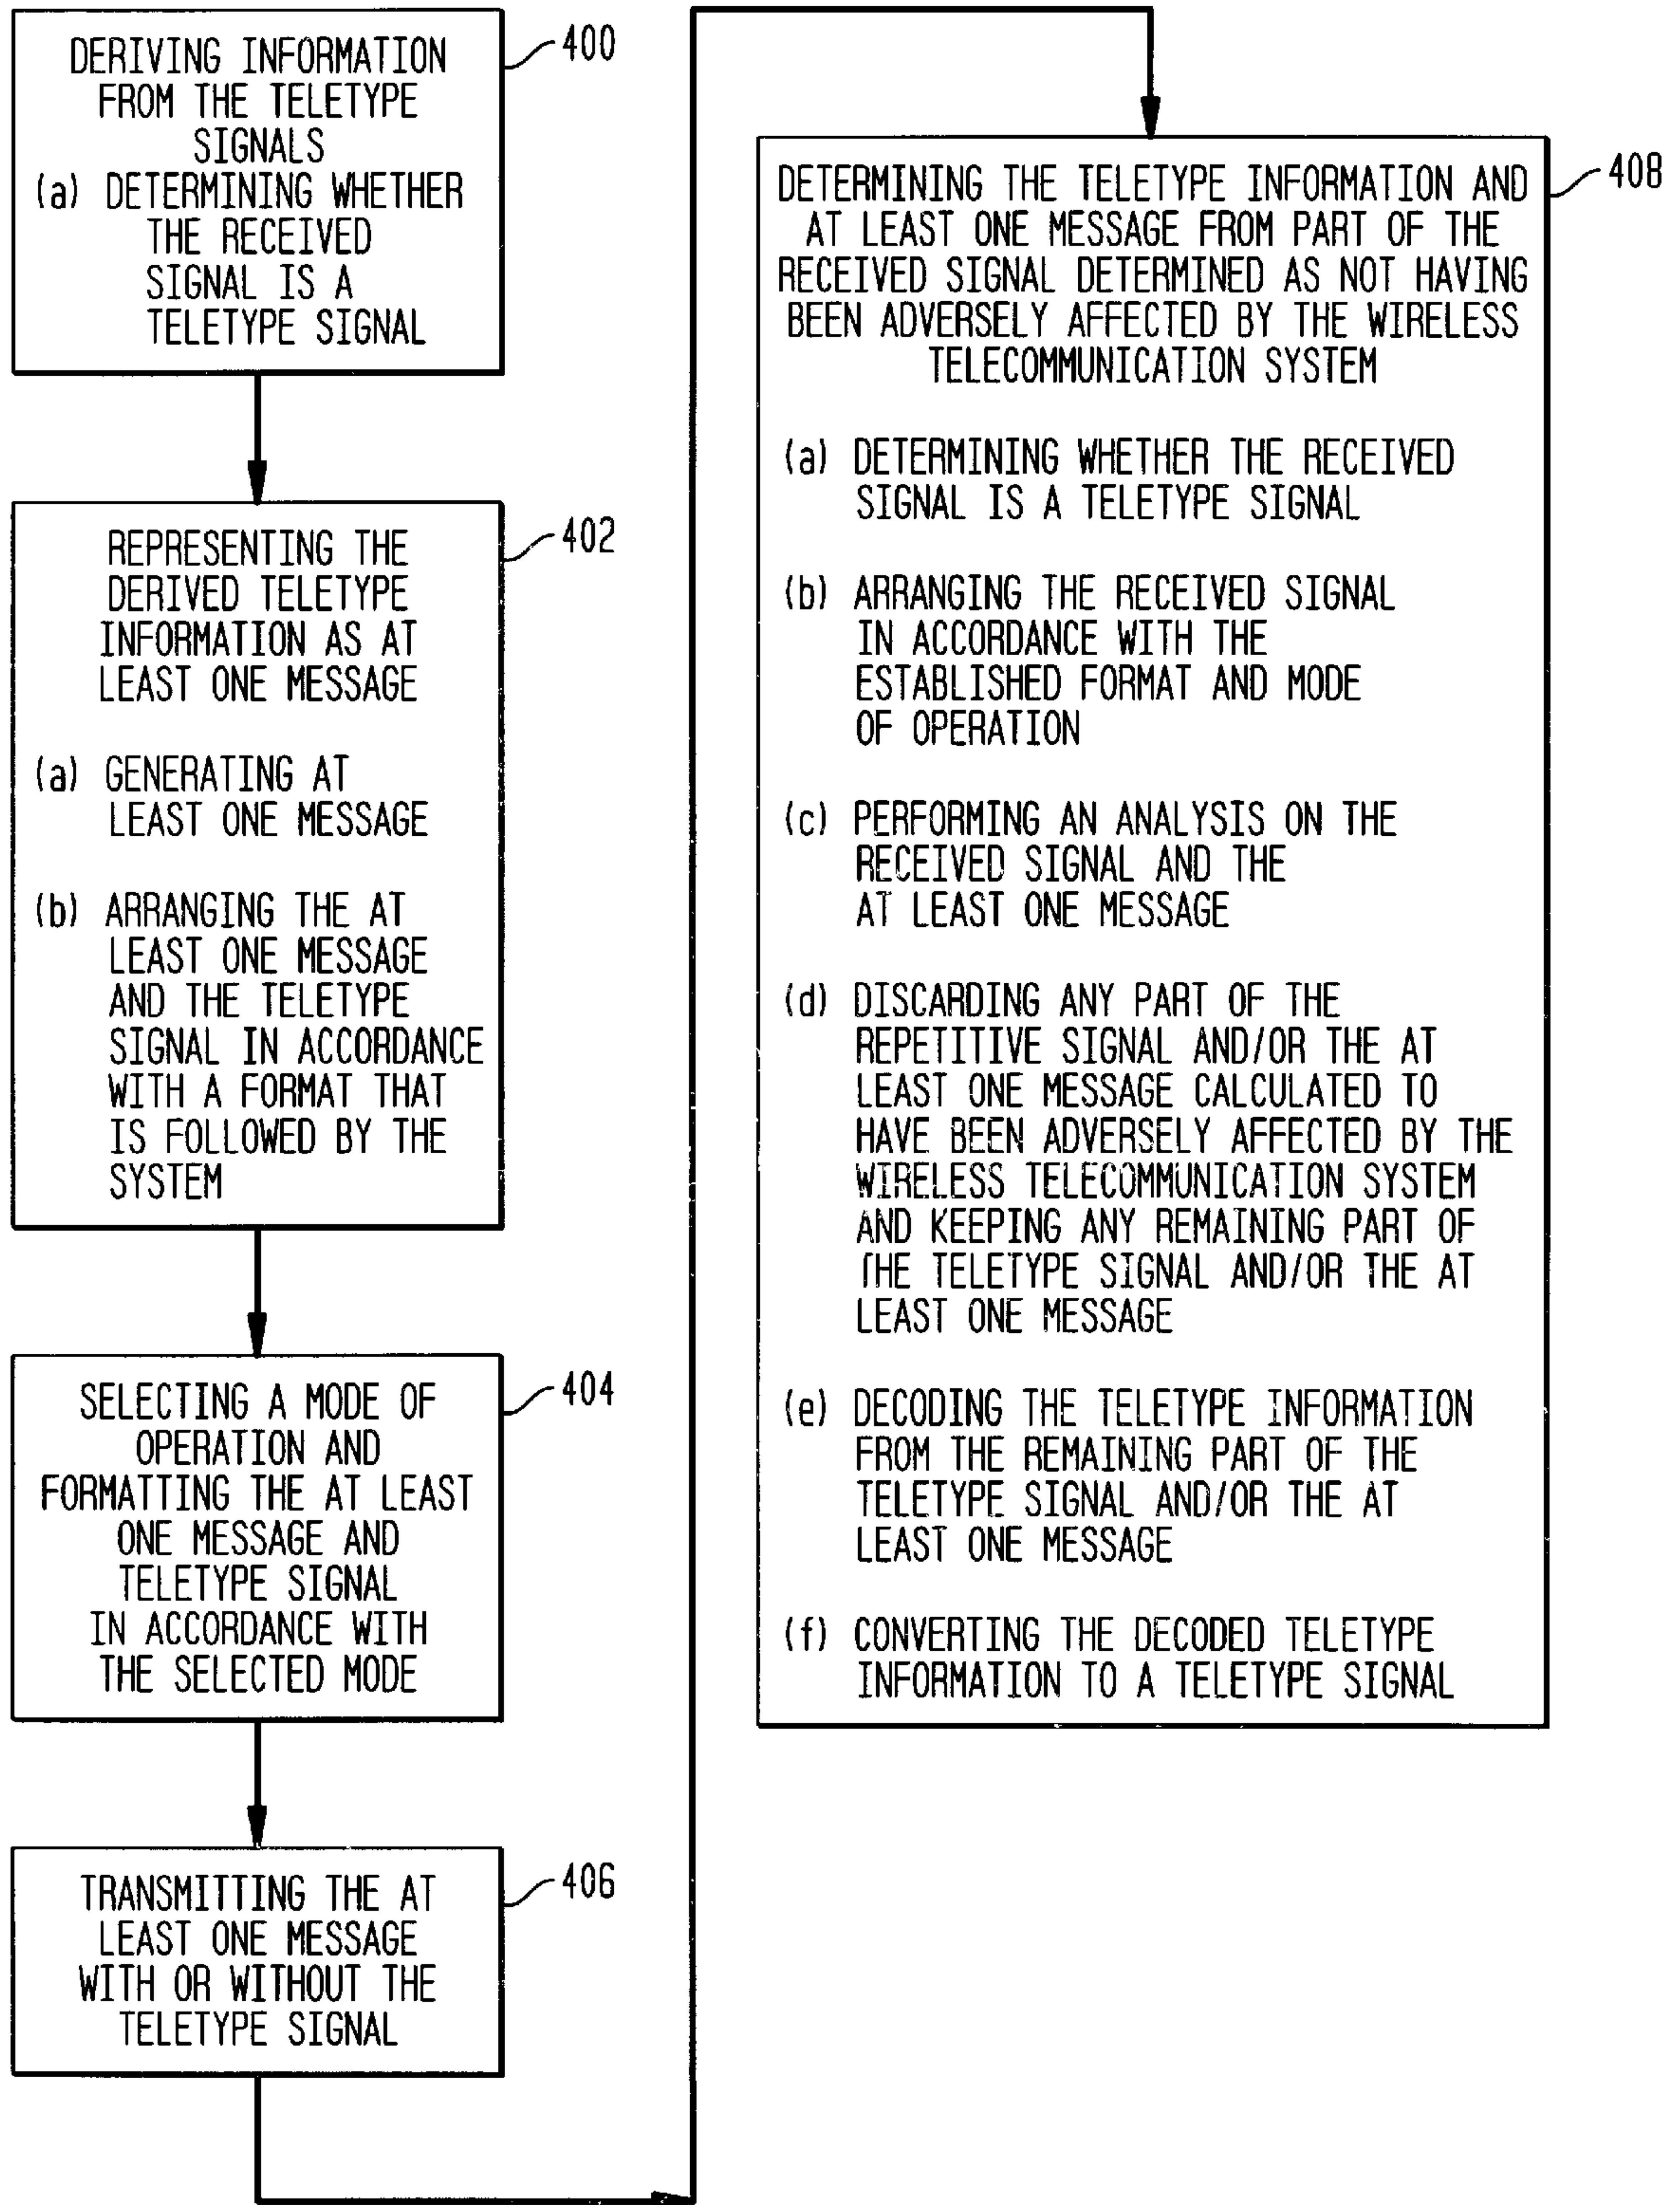 DERIVING INFORMATION
FROM THE TELETYPE
SIGNALS
(a) DETERMINING WHETHER
THE RECEIVED
SIGNAL IS A
TELETYPE SIGNAL
400
REPRESENTING THE
DERIVED TELETYPE
INFORMATION AS AT
LEAST ONE MESSAGE
(a) GENERATING AT
LEAST ONE MESSAGE
(b) ARRANGING THE AT
LEAST ONE MESSAGE
AND THE TELETYPE
SIGNAL IN ACCORDANCE
WITH A FORMAT THAT
IS FOLLOWED BY THE
SYSTEM
402
SELECTING A MODE OF
OPERATION AND
FORMATTING THE AT LEAST
ONE MESSAGE AND
TELETYPE SIGNAL
IN ACCORDANCE WITH
THE SELECTED MODE
404
TRANSMITTING THE AT
LEAST ONE MESSAGE
WITH OR WITHOUT THE
TELETYPE SIGNAL
406
DETERMINING THE TELETYPE INFORMATION AND
AT LEAST ONE MESSAGE FROM PART OF THE
RECEIVED SIGNAL DETERMINED AS NOT HAVING
BEEN ADVERSELY AFFECTED BY THE WIRELESS
TELECOMMUNICATION SYSTEM
(a) DETERMINING WHETHER THE RECEIVED
SIGNAL IS A TELETYPE SIGNAL
(b) ARRANGING THE RECEIVED SIGNAL
IN ACCORDANCE WITH THE
ESTABLISHED FORMAT AND MODE
OF OPERATION
(c) PERFORMING AN ANALYSIS ON THE
RECEIVED SIGNAL AND THE
AT LEAST ONE MESSAGE
(d) DISCARDING ANY PART OF THE
REPETITIVE SIGNAL AND/OR THE AT
LEAST ONE MESSAGE CALCULATED TO
HAVE BEEN ADVERSELY AFFECTED BY THE
WIRELESS TELECOMMUNICATION SYSTEM
AND KEEPING ANY REMAINING PART OF
THE TELETYPE SIGNAL AND/OR THE AT
LEAST ONE MESSAGE
(e) DECODING THE TELETYPE INFORMATION
FROM THE REMAINING PART OF THE
TELETYPE SIGNAL AND/OR THE AT
LEAST ONE MESSAGE
(f) CONVERTING THE DECODED TELETYPE
INFORMATION TO A TELETYPE SIGNAL
408